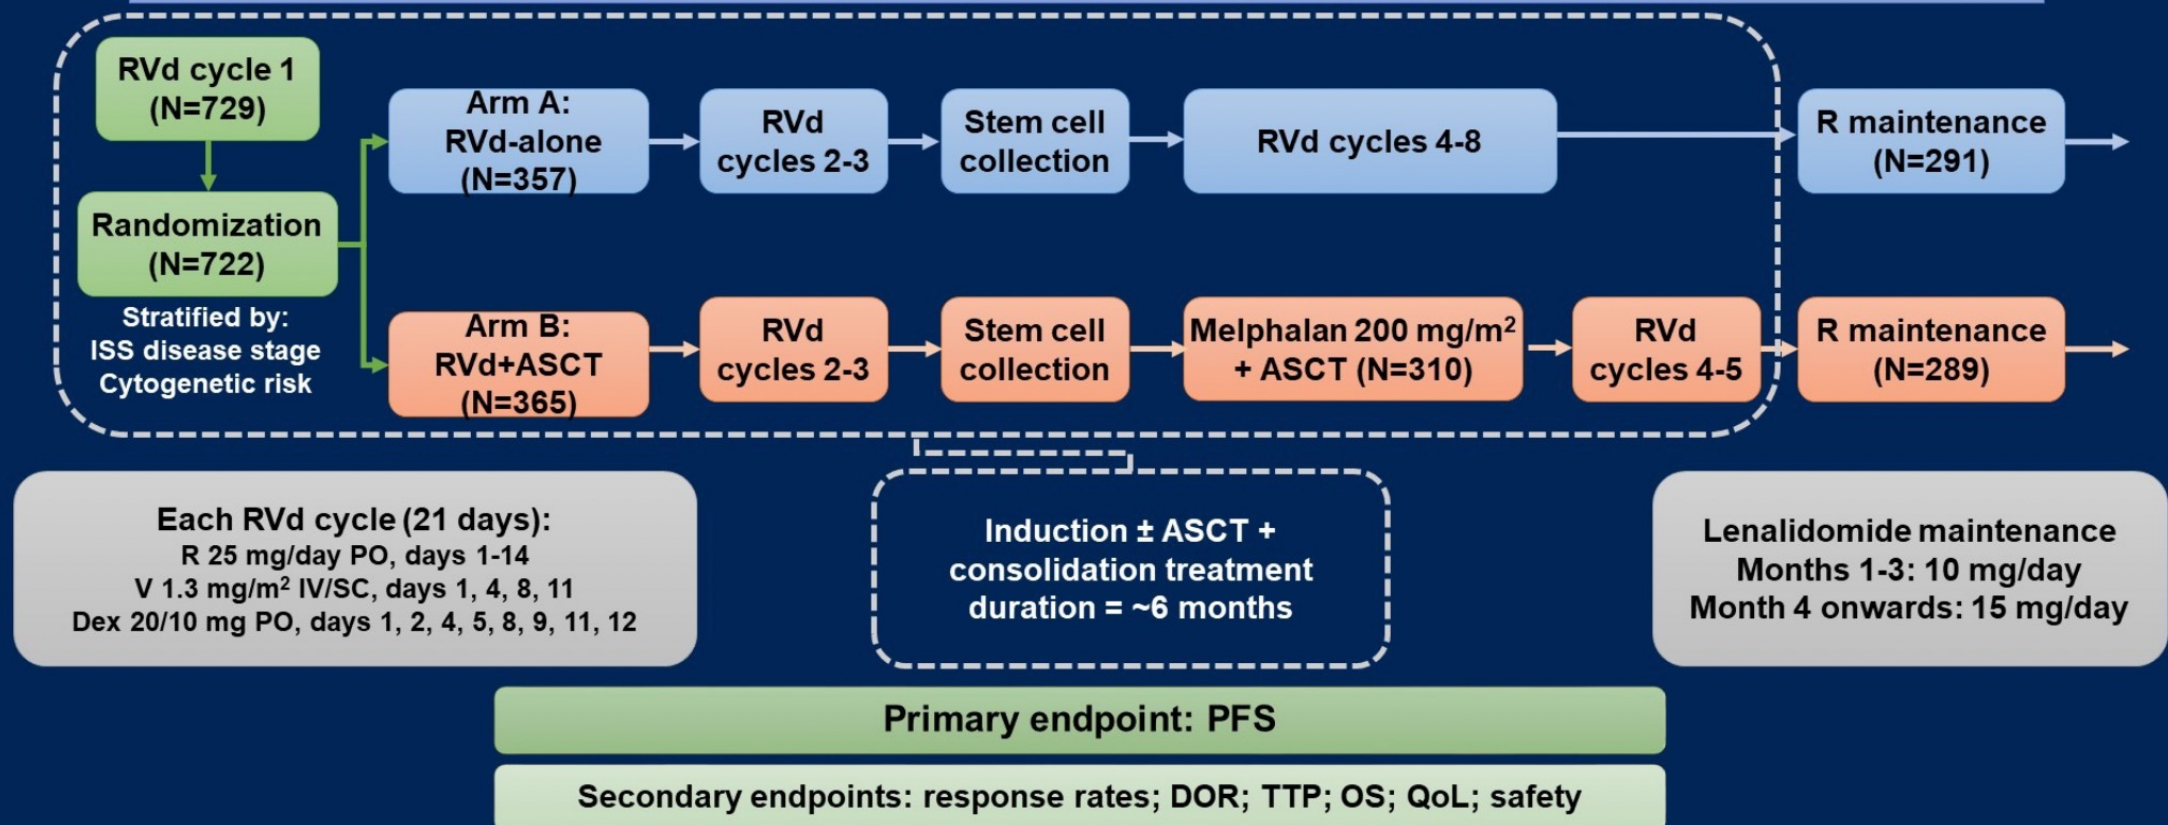 RVd cycle 1
(N=729)
Randomization
(N=722)
Stratified by:
ISS disease stage
Cytogenetic risk
Arm A:
RVd-alone
(N=357)
RVd
cycles 2-3
Stem cell
collection
RVd cycles 4-8
R maintenance
(N=291)
Arm B:
RVd+ASCT
(N=365)
RVd
cycles 2-3
Stem cell
collection
Melphalan 200 mg/m²
+ ASCT (N=310)
RVd
cycles 4-5
R maintenance
(N=289)
Each RVd cycle (21 days):
R 25 mg/day PO, days 1-14
V 1.3 mg/m² IV/SC, days 1, 4, 8, 11
Dex 20/10 mg PO, days 1, 2, 4, 5, 8, 9, 11, 12
Induction ± ASCT +
consolidation treatment
duration = ~6 months
Lenalidomide maintenance
Months 1-3: 10 mg/day
Month 4 onwards: 15 mg/day
Primary endpoint: PFS
Secondary endpoints: response rates; DOR; TTP; OS; QoL; safety